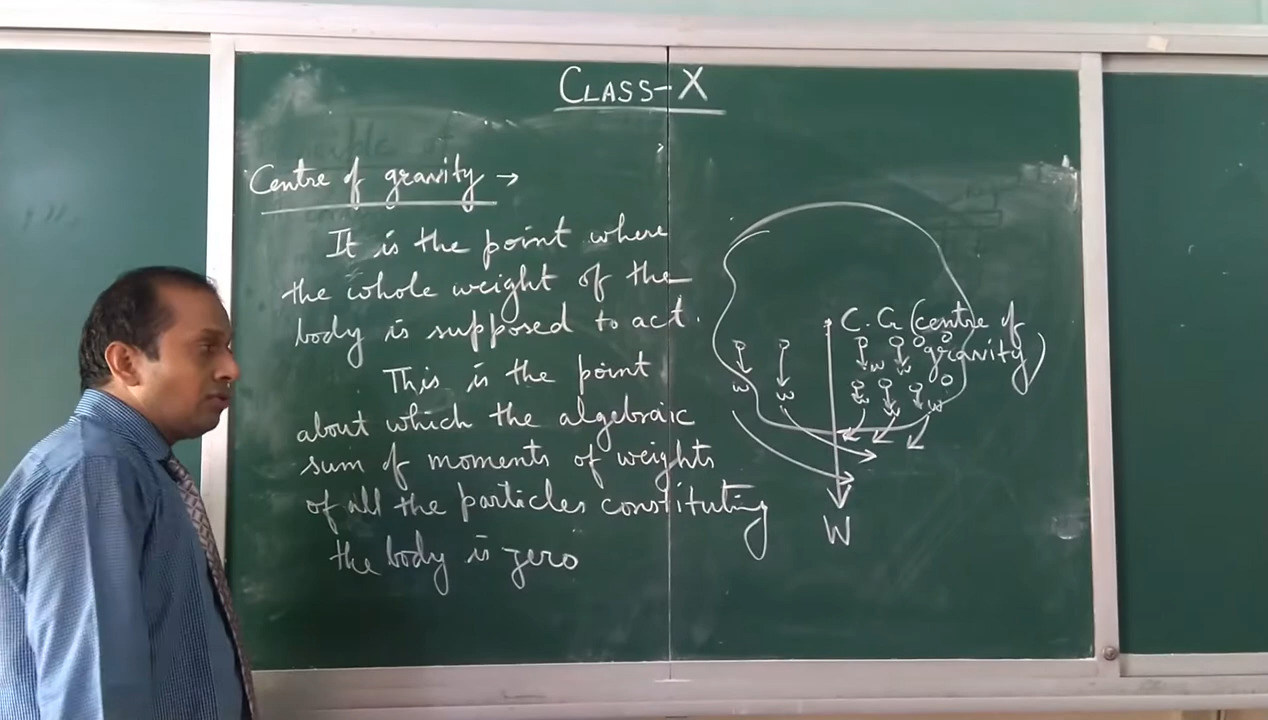 CLASS-X
Centre of gravity →
It is the point where
the whole weight of the
body is supposed to act.
This is the point
about which the algebraic
sum of moments of weights
of all the particles constituting
the body is zero
C.G (centre of
gravity)
w w
w w
w w w
W